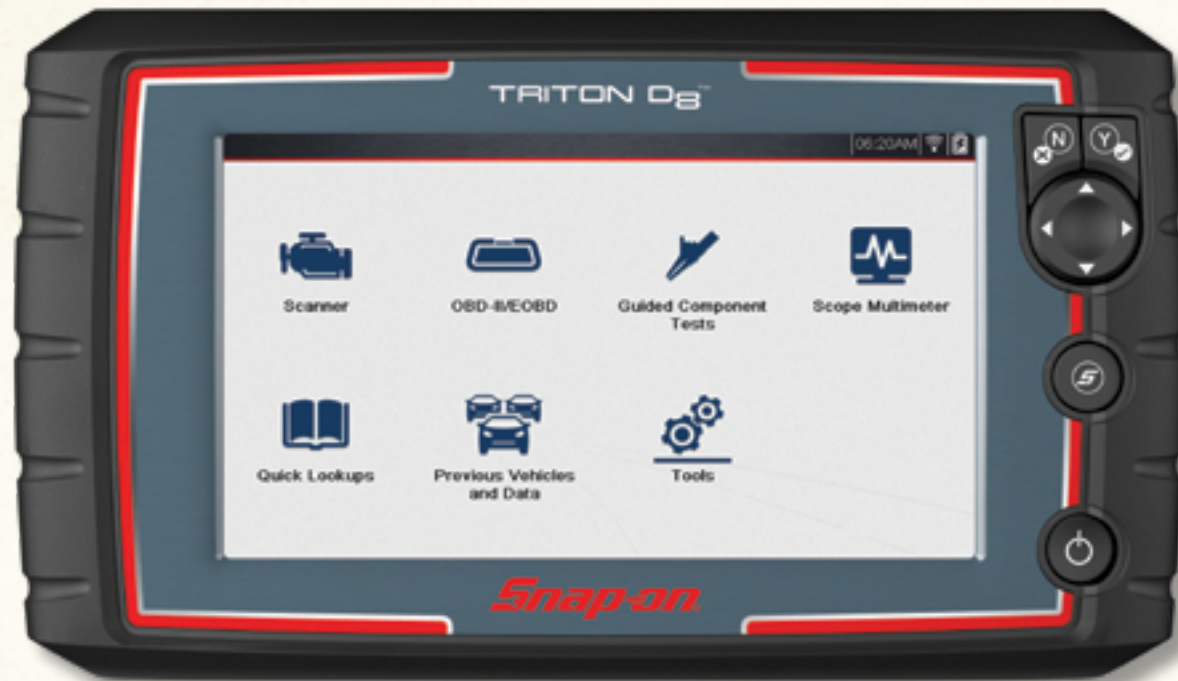 TRITON D8™
06:20AM
N Y
Scanner OBD-II/EOBD Guided Component Tests Scope Multimeter
Quick Lookups Previous Vehicles and Data Tools
S
Snap-on